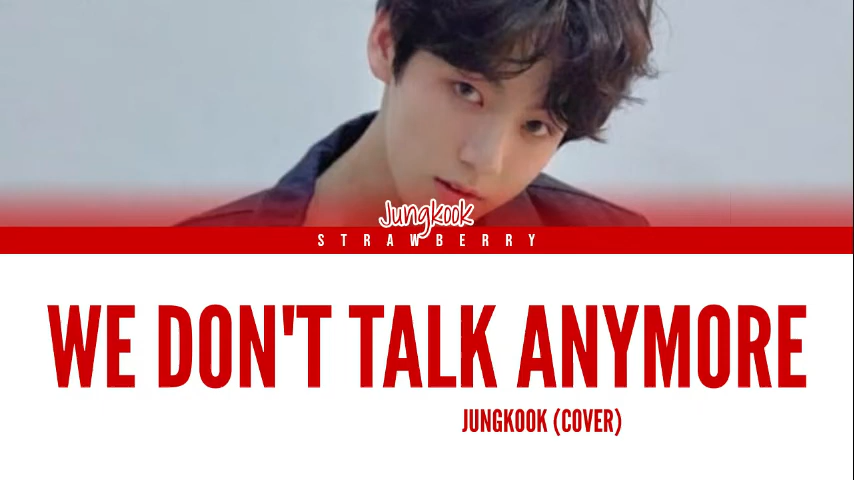 Jungkook
STRAWBERRY
WE DON'T TALK ANYMORE
JUNGKOOK (COVER)